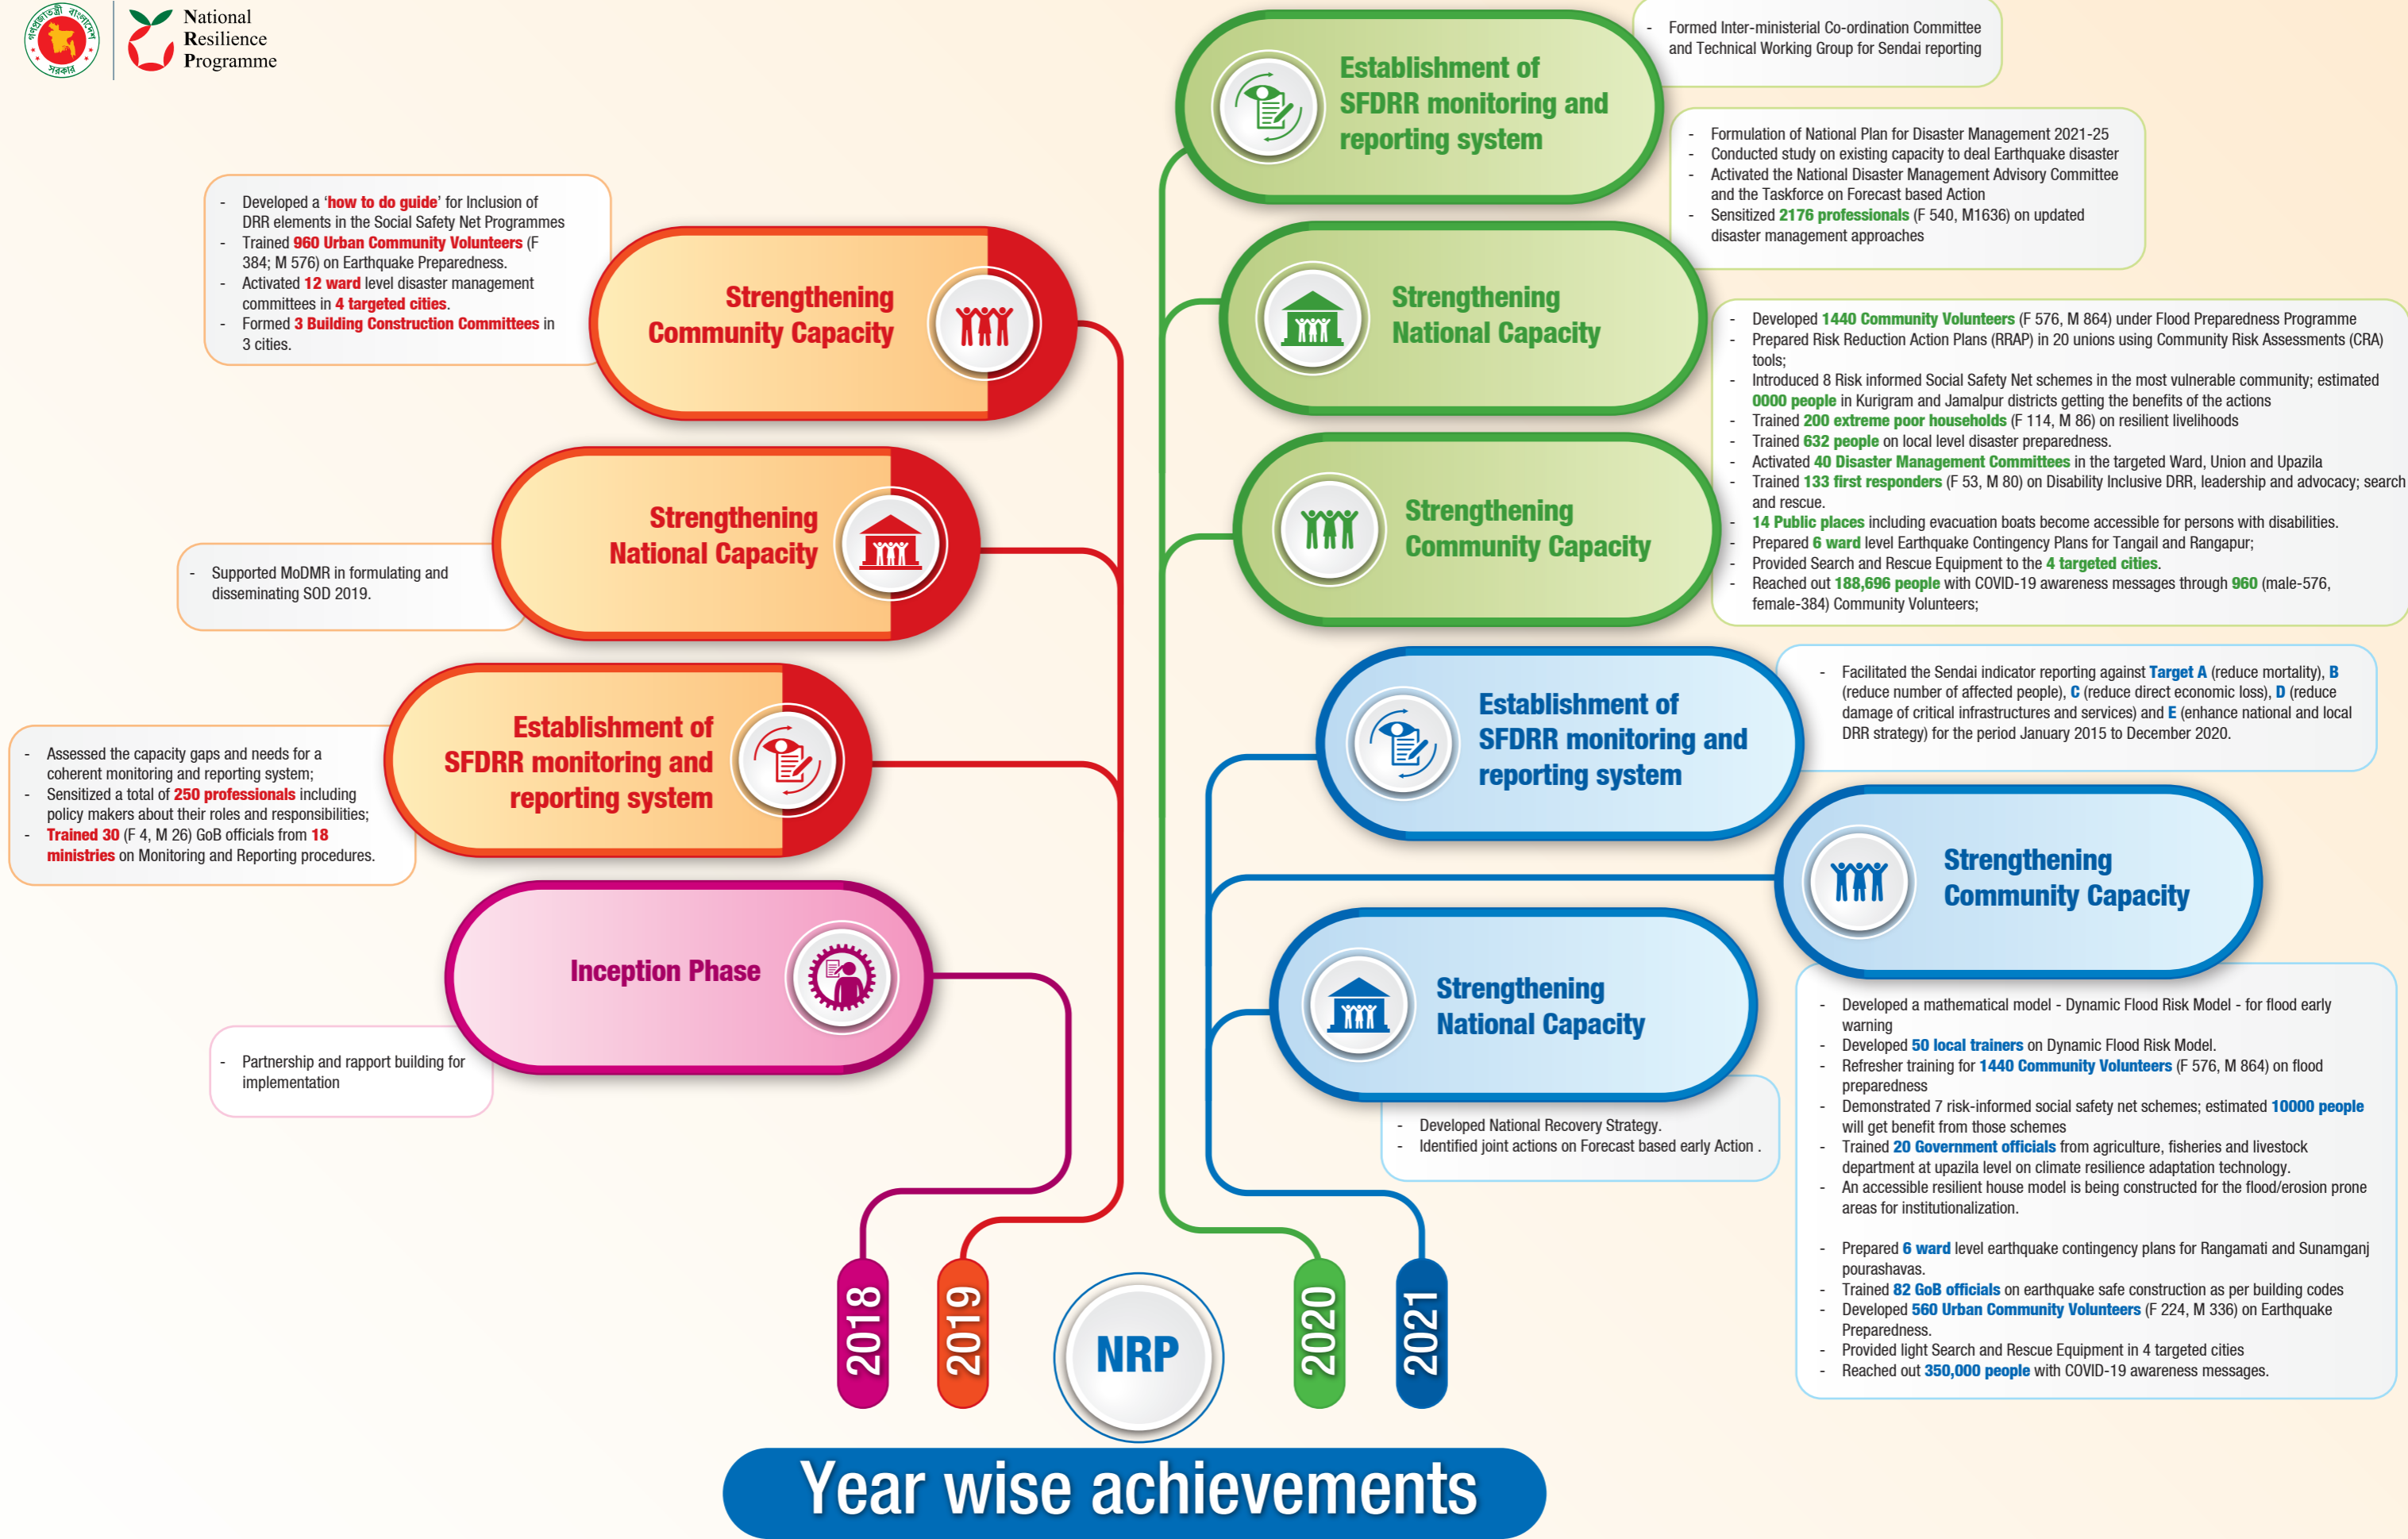 গণপ্রজাতন্ত্রী বাংলাদেশ
সরকার
National
Resilience
Programme
- Developed a ‘how to do guide’ for Inclusion of
DRR elements in the Social Safety Net Programmes
- Trained 960 Urban Community Volunteers (F
384; M 576) on Earthquake Preparedness.
- Activated 12 ward level disaster management
committees in 4 targeted cities.
- Formed 3 Building Construction Committees in
3 cities.
Strengthening
Community Capacity
Strengthening
National Capacity
- Supported MoDMR in formulating and
disseminating SOD 2019.
Establishment of
SFDRR monitoring and
reporting system
- Assessed the capacity gaps and needs for a
coherent monitoring and reporting system;
- Sensitized a total of 250 professionals including
policy makers about their roles and responsibilities;
- Trained 30 (F 4, M 26) GoB officials from 18
ministries on Monitoring and Reporting procedures.
Inception Phase
- Partnership and rapport building for
implementation
Establishment of
SFDRR monitoring and
reporting system
- Formed Inter-ministerial Co-ordination Committee
and Technical Working Group for Sendai reporting
Strengthening
National Capacity
- Formulation of National Plan for Disaster Management 2021-25
- Conducted study on existing capacity to deal Earthquake disaster
- Activated the National Disaster Management Advisory Committee
and the Taskforce on Forecast based Action
- Sensitized 2176 professionals (F 540, M1636) on updated
disaster management approaches
Strengthening
Community Capacity
- Developed 1440 Community Volunteers (F 576, M 864) under Flood Preparedness Programme
- Prepared Risk Reduction Action Plans (RRAP) in 20 unions using Community Risk Assessments (CRA)
tools;
- Introduced 8 Risk informed Social Safety Net schemes in the most vulnerable community; estimated
0000 people in Kurigram and Jamalpur districts getting the benefits of the actions
- Trained 200 extreme poor households (F 114, M 86) on resilient livelihoods
- Trained 632 people on local level disaster preparedness.
- Activated 40 Disaster Management Committees in the targeted Ward, Union and Upazila
- Trained 133 first responders (F 53, M 80) on Disability Inclusive DRR, leadership and advocacy; search
and rescue.
- 14 Public places including evacuation boats become accessible for persons with disabilities.
- Prepared 6 ward level Earthquake Contingency Plans for Tangail and Rangapur;
- Provided Search and Rescue Equipment to the 4 targeted cities.
- Reached out 188,696 people with COVID-19 awareness messages through 960 (male-576,
female-384) Community Volunteers;
Establishment of
SFDRR monitoring and
reporting system
- Facilitated the Sendai indicator reporting against Target A (reduce mortality), B
(reduce number of affected people), C (reduce direct economic loss), D (reduce
damage of critical infrastructures and services) and E (enhance national and local
DRR strategy) for the period January 2015 to December 2020.
Strengthening
Community Capacity
- Developed a mathematical model - Dynamic Flood Risk Model - for flood early
warning
- Developed 50 local trainers on Dynamic Flood Risk Model.
- Refresher training for 1440 Community Volunteers (F 576, M 864) on flood
preparedness
- Demonstrated 7 risk-informed social safety net schemes; estimated 10000 people
will get benefit from those schemes
- Trained 20 Government officials from agriculture, fisheries and livestock
department at upazila level on climate resilience adaptation technology.
- An accessible resilient house model is being constructed for the flood/erosion prone
areas for institutionalization.
- Prepared 6 ward level earthquake contingency plans for Rangamati and Sunamganj
pourashavas.
- Trained 82 GoB officials on earthquake safe construction as per building codes
- Developed 560 Urban Community Volunteers (F 224, M 336) on Earthquake
Preparedness.
- Provided light Search and Rescue Equipment in 4 targeted cities
- Reached out 350,000 people with COVID-19 awareness messages.
Strengthening
National Capacity
- Developed National Recovery Strategy.
- Identified joint actions on Forecast based early Action .
2018
2019
NRP
2020
2021
Year wise achievements